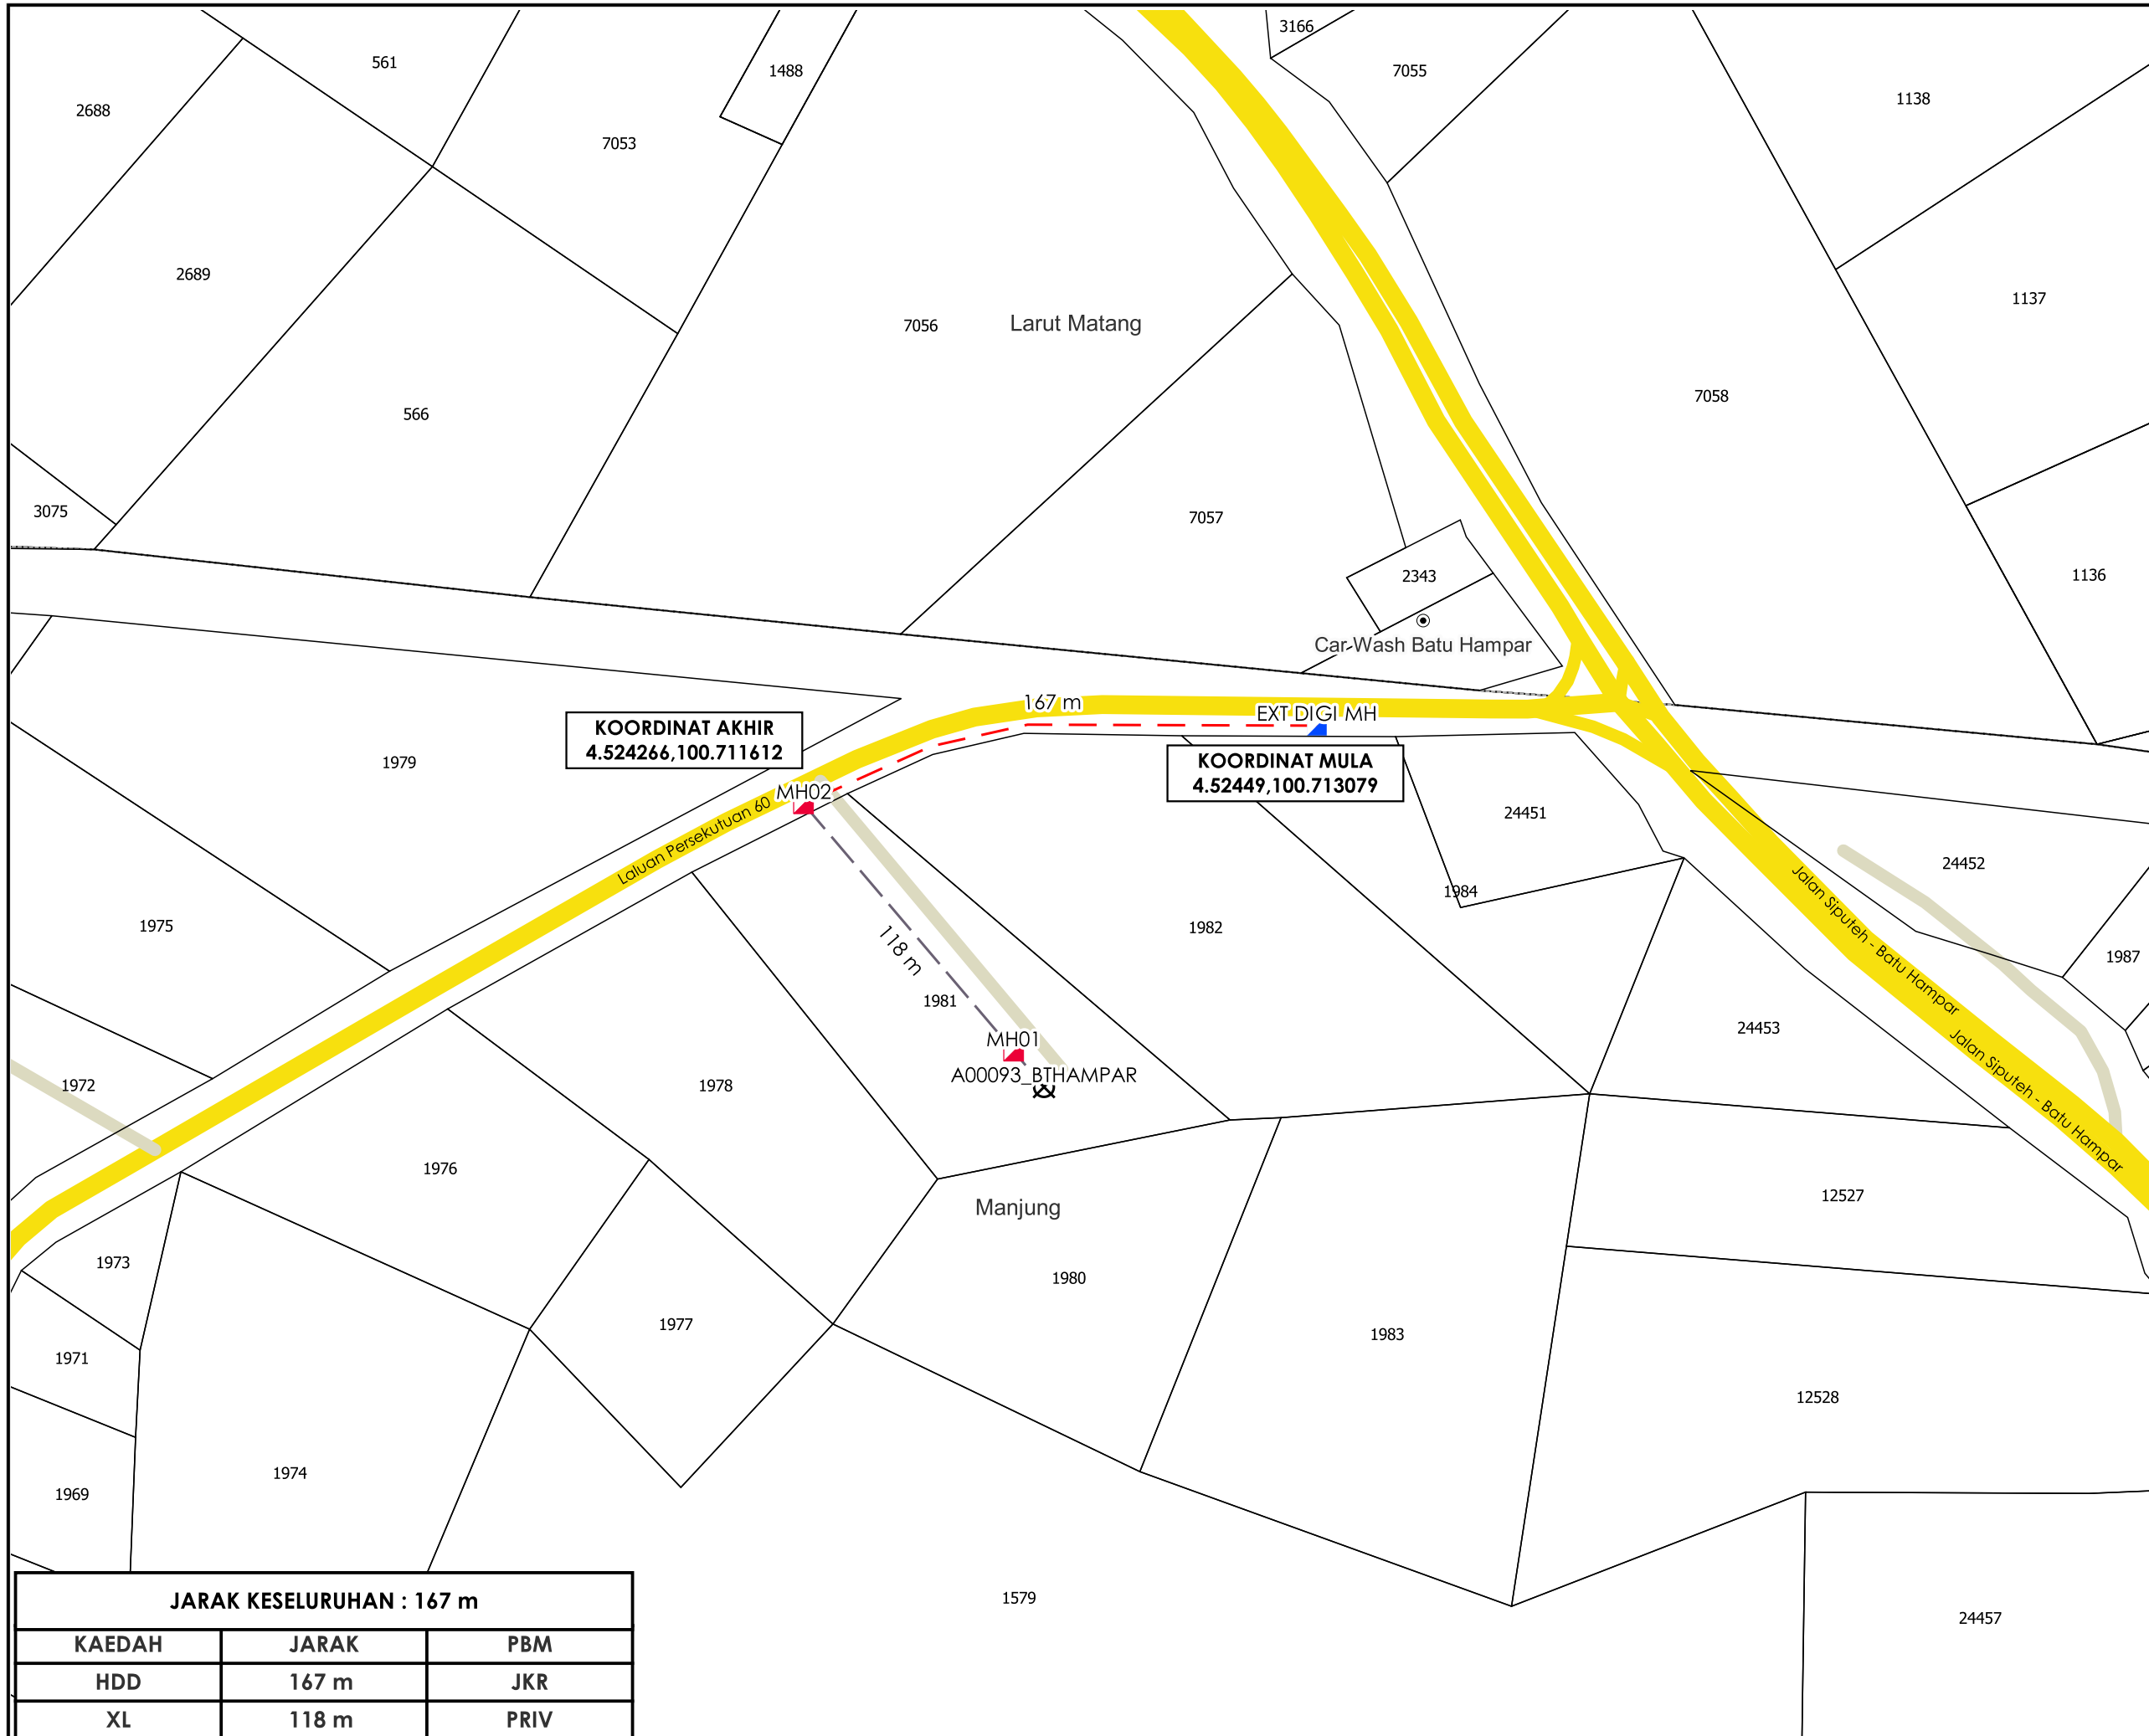 3166
561
1488
7055
2688
1138
7053
2689
1137
7056
Larut Matang
7058
566
3075
7057
2343
1136
Car Wash Batu Hampar
167 m
EXT DIGI MH
KOORDINAT AKHIR
4.524266,100.711612
KOORDINAT MULA
4.52449,100.713079
1979
MH02
Laluan Persekutuan 60
24451
24452
1984
Jalan Siputeh - Batu Hampar
1975
1982
118 m
1987
1981
24453
MH01
Jalan Siputeh - Batu Hampar
A00093_BTHAMPAR
1972
1978
1976
12527
Manjung
1973
1980
1977
1983
1971
12528
1974
1969
1579
24457
JARAK KESELURUHAN : 167 m
KAEDAH JARAK PBM
HDD 167 m JKR
XL 118 m PRIV